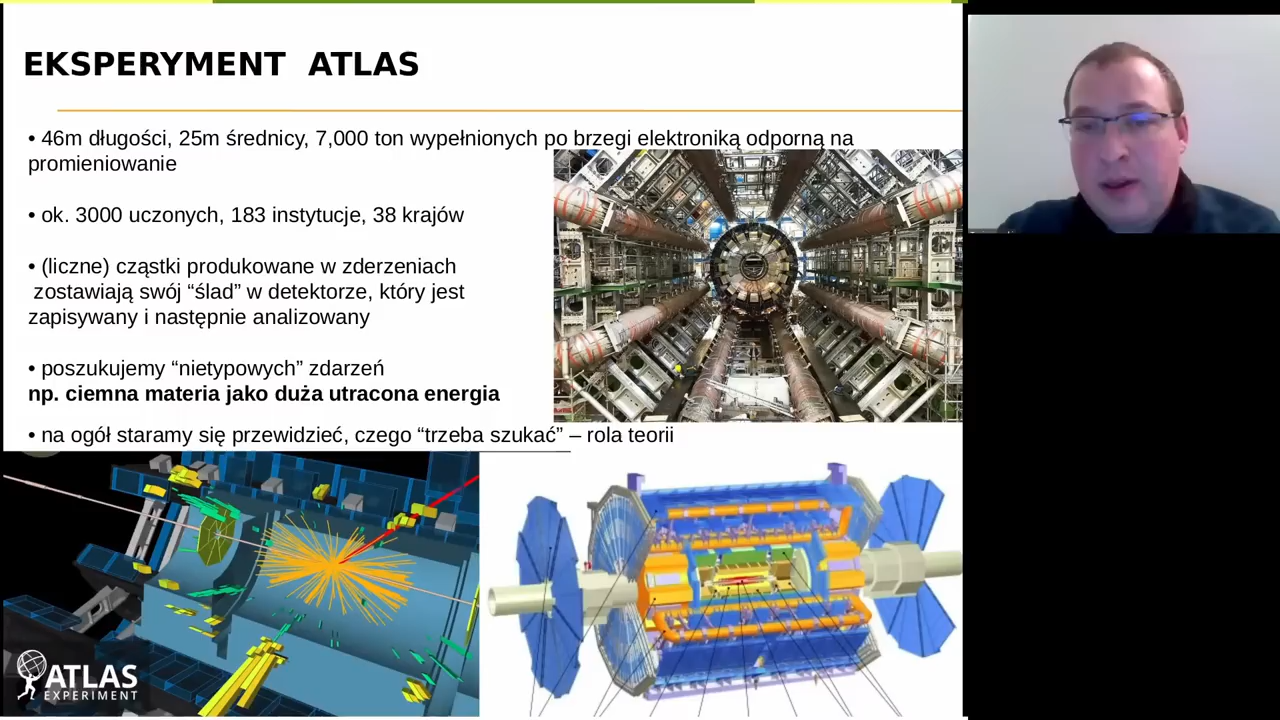 EKSPERYMENT ATLAS
• 46m długości, 25m średnicy, 7,000 ton wypełnionych po brzegi elektroniką odporną na
promieniowanie
• ok. 3000 uczonych, 183 instytucje, 38 krajów
• (liczne) cząstki produkowane w zderzeniach
zostawiają swój “ślad” w detektorze, który jest
zapisywany i następnie analizowany
• poszukujemy “nietypowych” zdarzeń
np. ciemna materia jako duża utracona energia
• na ogół staramy się przewidzieć, czego “trzeba szukać” – rola teorii
ATLAS
EXPERIMENT